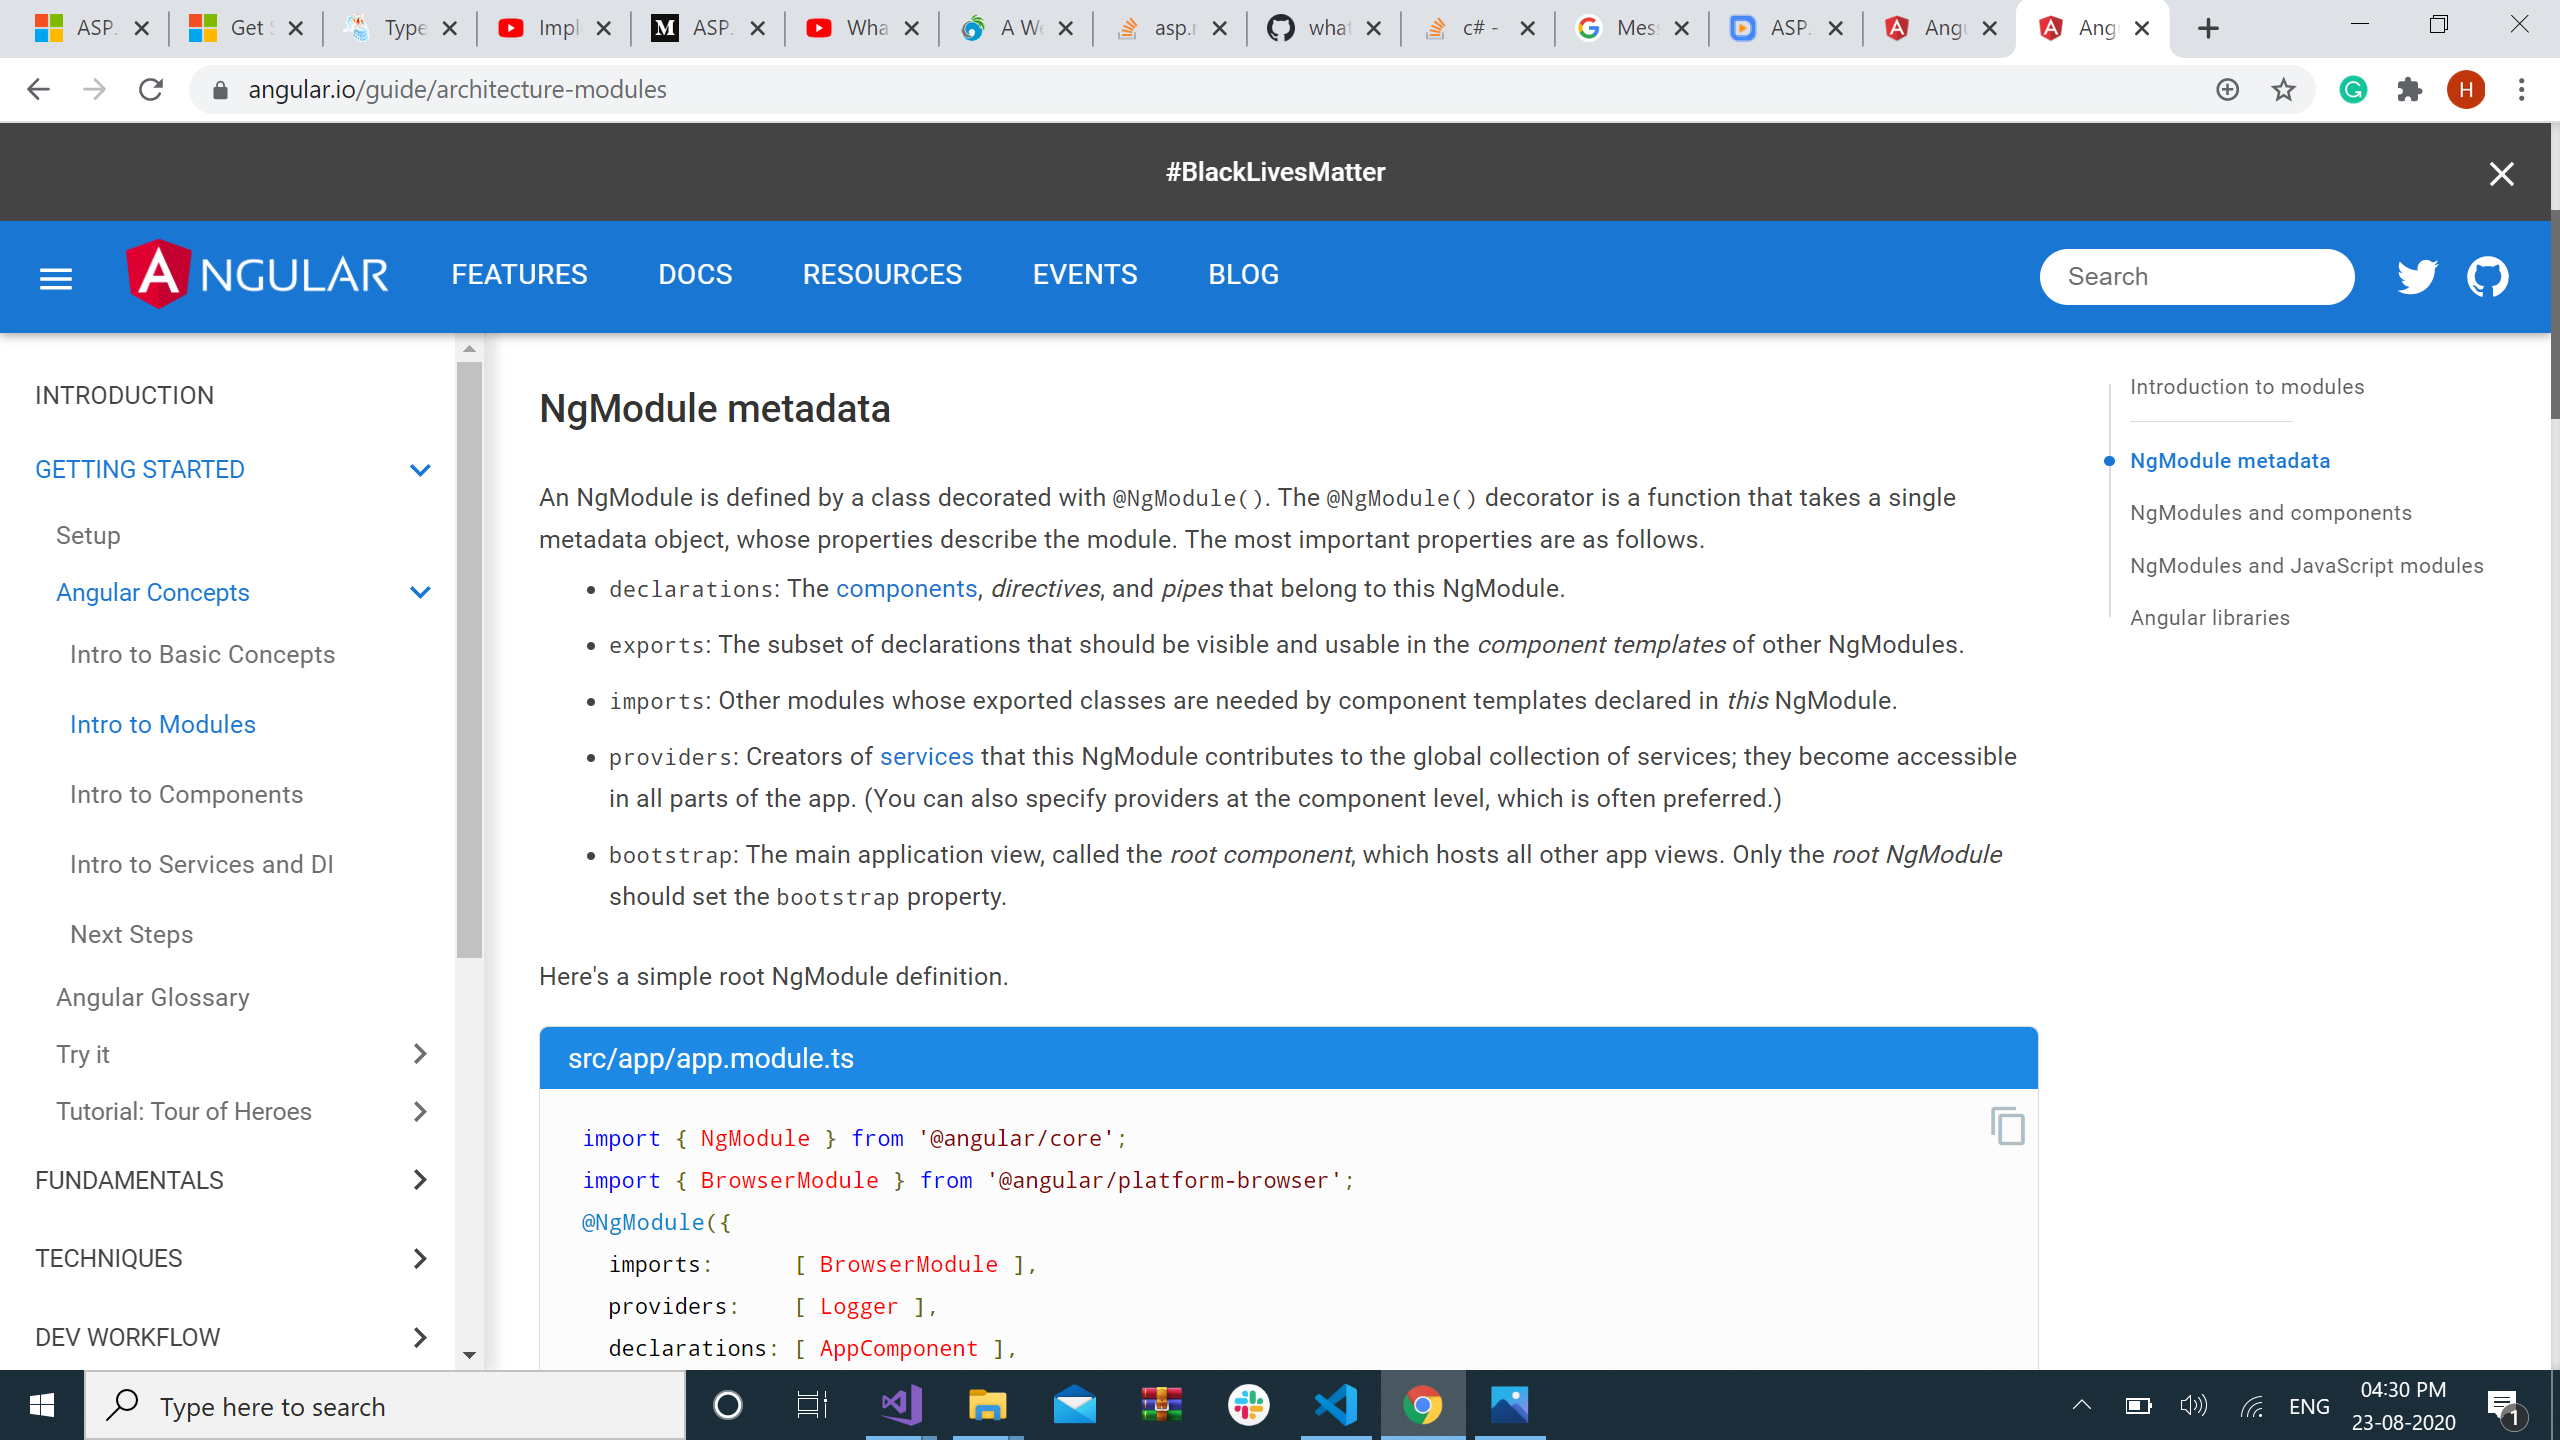 ASP.
Get S
Type
Impl
ASP.
Wha
A We
asp.n
what
c# -
Mess
ASP.
Angu
Ang
angular.io/guide/architecture-modules
H
#BlackLivesMatter
ANGULAR
FEATURES
DOCS
RESOURCES
EVENTS
BLOG
Search
INTRODUCTION
GETTING STARTED
Setup
Angular Concepts
Intro to Basic Concepts
Intro to Modules
Intro to Components
Intro to Services and DI
Next Steps
Angular Glossary
Try it
Tutorial: Tour of Heroes
FUNDAMENTALS
TECHNIQUES
DEV WORKFLOW
NgModule metadata
An NgModule is defined by a class decorated with @NgModule(). The @NgModule() decorator is a function that takes a single
metadata object, whose properties describe the module. The most important properties are as follows.
• declarations: The components, directives, and pipes that belong to this NgModule.
• exports: The subset of declarations that should be visible and usable in the component templates of other NgModules.
• imports: Other modules whose exported classes are needed by component templates declared in this NgModule.
• providers: Creators of services that this NgModule contributes to the global collection of services; they become accessible
in all parts of the app. (You can also specify providers at the component level, which is often preferred.)
• bootstrap: The main application view, called the root component, which hosts all other app views. Only the root NgModule
should set the bootstrap property.
Here's a simple root NgModule definition.
src/app/app.module.ts
import { NgModule } from '@angular/core';
import { BrowserModule } from '@angular/platform-browser';
@NgModule({
imports: [ BrowserModule ],
providers: [ Logger ],
declarations: [ AppComponent ],
Introduction to modules
NgModule metadata
NgModules and components
NgModules and JavaScript modules
Angular libraries
Type here to search
ENG
04:30 PM
23-08-2020
1